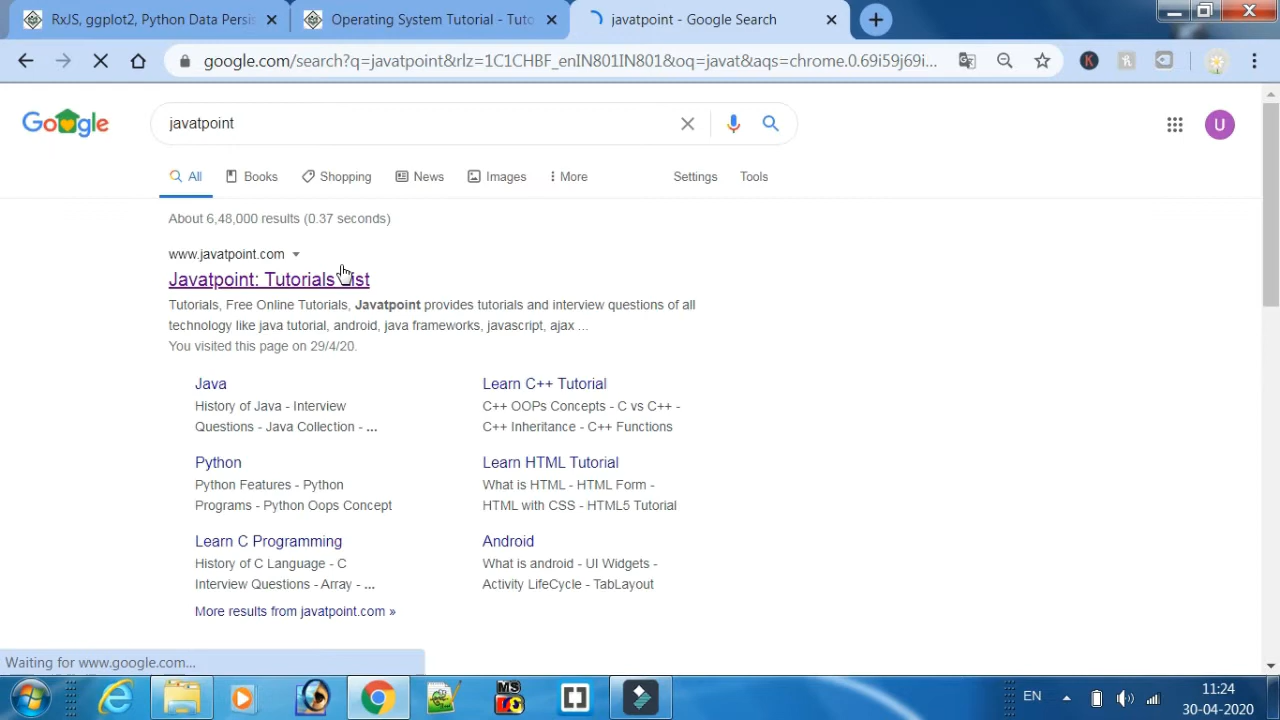 RxJS, ggplot2, Python Data Persis
Operating System Tutorial - Tuto
javatpoint - Google Search
google.com/search?q=javatpoint&rlz=1C1CHBF_enIN801IN801&oq=javat&aqs=chrome.0.69i59j69i...
K
Google
javatpoint
U
All
Books
Shopping
News
Images
More
Settings
Tools
About 6,48,000 results (0.37 seconds)
www.javatpoint.com
Javatpoint: Tutorials List
Tutorials, Free Online Tutorials, Javatpoint provides tutorials and interview questions of all
technology like java tutorial, android, java frameworks, javascript, ajax ...
You visited this page on 29/4/20.
Java
History of Java - Interview
Questions - Java Collection - ...
Learn C++ Tutorial
C++ OOPs Concepts - C vs C++ -
C++ Inheritance - C++ Functions
Python
Python Features - Python
Programs - Python Oops Concept
Learn HTML Tutorial
What is HTML - HTML Form -
HTML with CSS - HTML5 Tutorial
Learn C Programming
History of C Language - C
Interview Questions - Array - ...
Android
What is android - UI Widgets -
Activity LifeCycle - TabLayout
More results from javatpoint.com »
Waiting for www.google.com...
MS
EN
11:24
30-04-2020